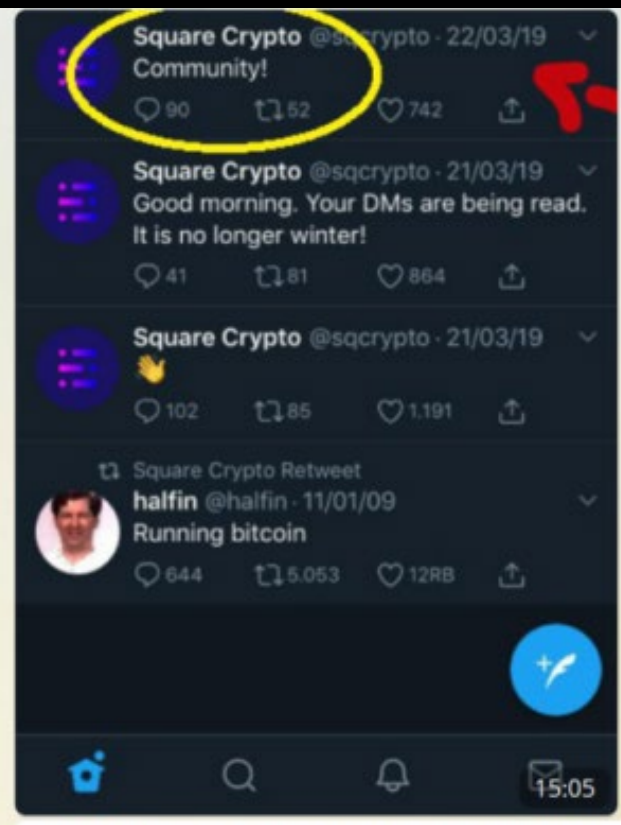 Square Crypto @sqcrypto · 22/03/19
Community!
90 52 742
Square Crypto @sqcrypto · 21/03/19
Good morning. Your DMs are being read.
It is no longer winter!
41 81 864
Square Crypto @sqcrypto · 21/03/19
👋
102 85 1.191
Square Crypto Retweet
halfin @halfin · 11/01/09
Running bitcoin
644 5.053 12RB
15:05